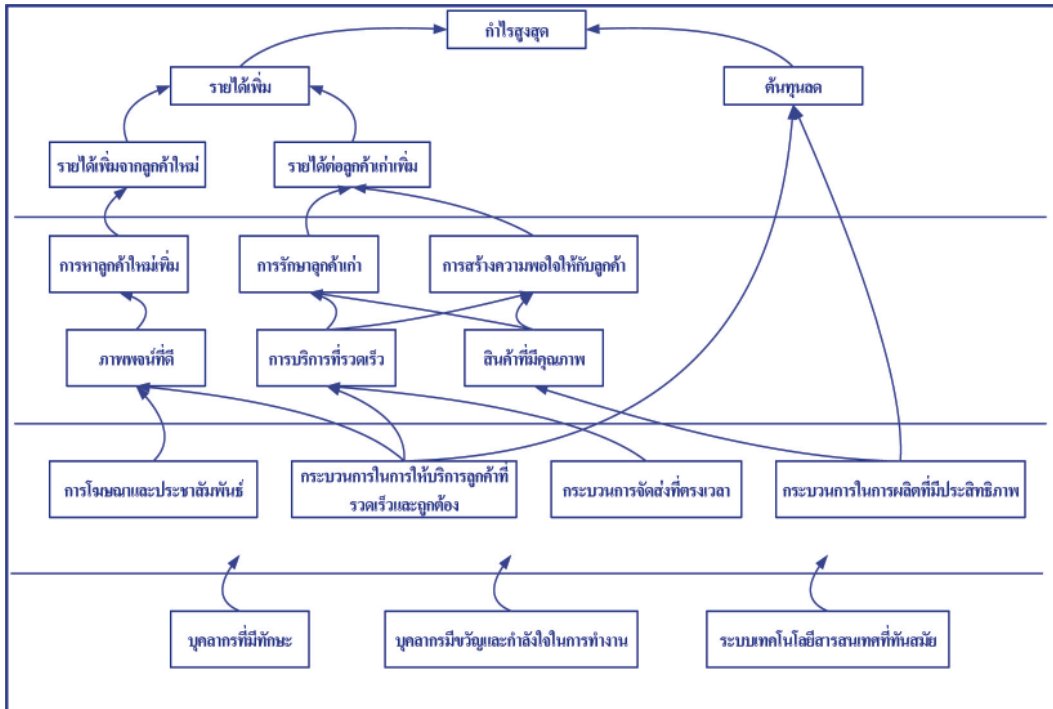 กำไรสูงสุด
รายได้เพิ่ม
ต้นทุนลด
รายได้เพิ่มจากลูกค้าใหม่
รายได้ต่อลูกค้าเก่าเพิ่ม
การหาลูกค้าใหม่เพิ่ม
การรักษาลูกค้าเก่า
การสร้างความพอใจให้กับลูกค้า
ภาพพจน์ที่ดี
การบริการที่รวดเร็ว
สินค้าที่มีคุณภาพ
การโฆษณาและประชาสัมพันธ์
กระบวนการในการให้บริการลูกค้าที่
รวดเร็วและถูกต้อง
กระบวนการจัดส่งที่ตรงเวลา
กระบวนการในการผลิตที่มีประสิทธิภาพ
บุคลากรที่มีทักษะ
บุคลากรมีขวัญและกำลังใจในการทำงาน
ระบบเทคโนโลยีสารสนเทศที่ทันสมัย